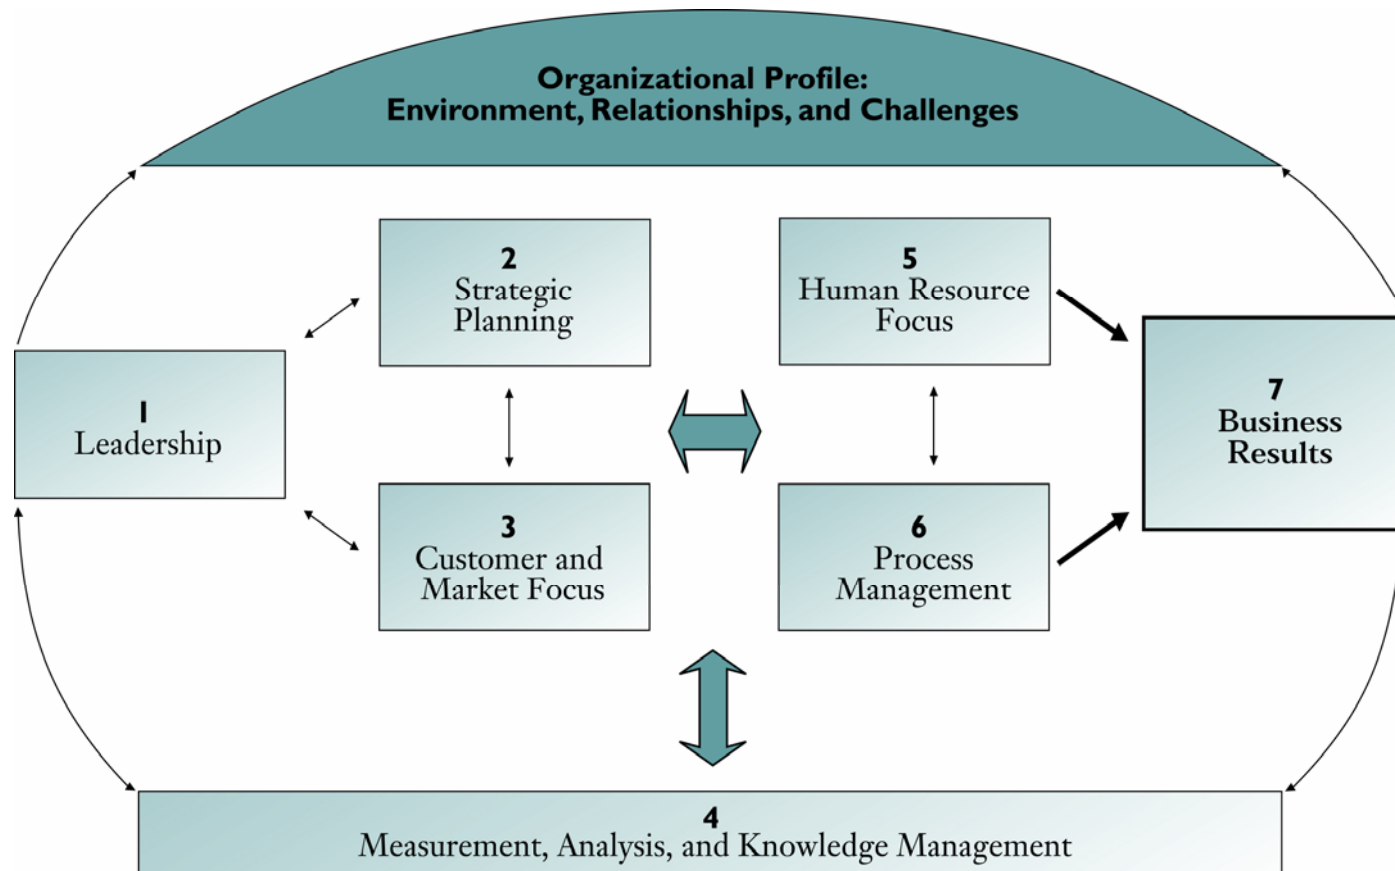 Organizational Profile:
Environment, Relationships, and Challenges
2
Strategic
Planning
5
Human Resource
Focus
1
Leadership
7
Business
Results
3
Customer and
Market Focus
6
Process
Management
4
Measurement, Analysis, and Knowledge Management